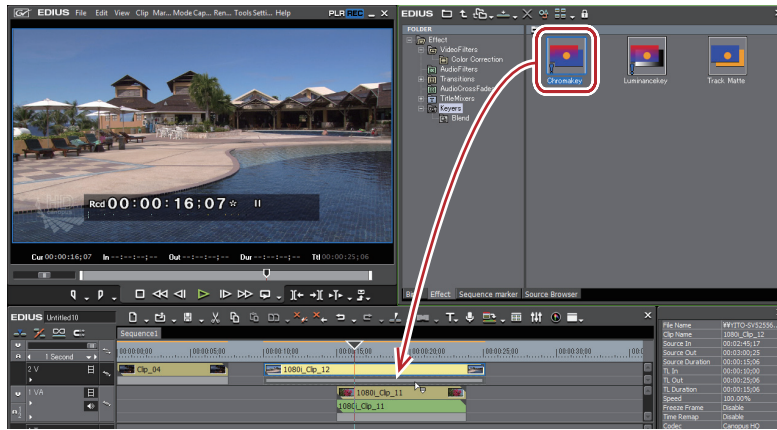 EDIUS File Edit View Clip Mar... Mode Cap... Ren... Tools Setti... Help PLR REC
Rcd 00:00:16;07 II
Cur 00:00:16;07 In --:--:--;-- Out --:--:--;-- Dur --:--:--;-- Ttl 00:00:25;06
EDIUS
FOLDER
Effect
VideoFilters
Color Correction
AudioFilters
Transitions
AudioCrossFades
TitleMixers
Keyers
Blend
Chromakey
Luminancekey
Track Matte
Effect
Sequence marker
Source Browser
EDIUS Untitled10
Sequence1
1 Second
00:00:00;00 00:00:05;00 00:00:10;00 00:00:15;00 00:00:20;00 00:00:25;00 00:00:30;00
2 V
Clip_04
1080i_Clip_12
1 VA
1080i_Clip_11
1080i_Clip_11
File Name ¥¥ITO-SV32556...
Clip Name 1080i_Clip_12
Source In 00:02:45;17
Source Out 00:03:00;25
Source Duration 00:00:15;06
TL In 00:00:10;00
TL Out 00:00:25;06
TL Duration 00:00:15;06
Speed 100.00%
Freeze Frame Disable
Time Remap Disable
Codec Canopus HQ